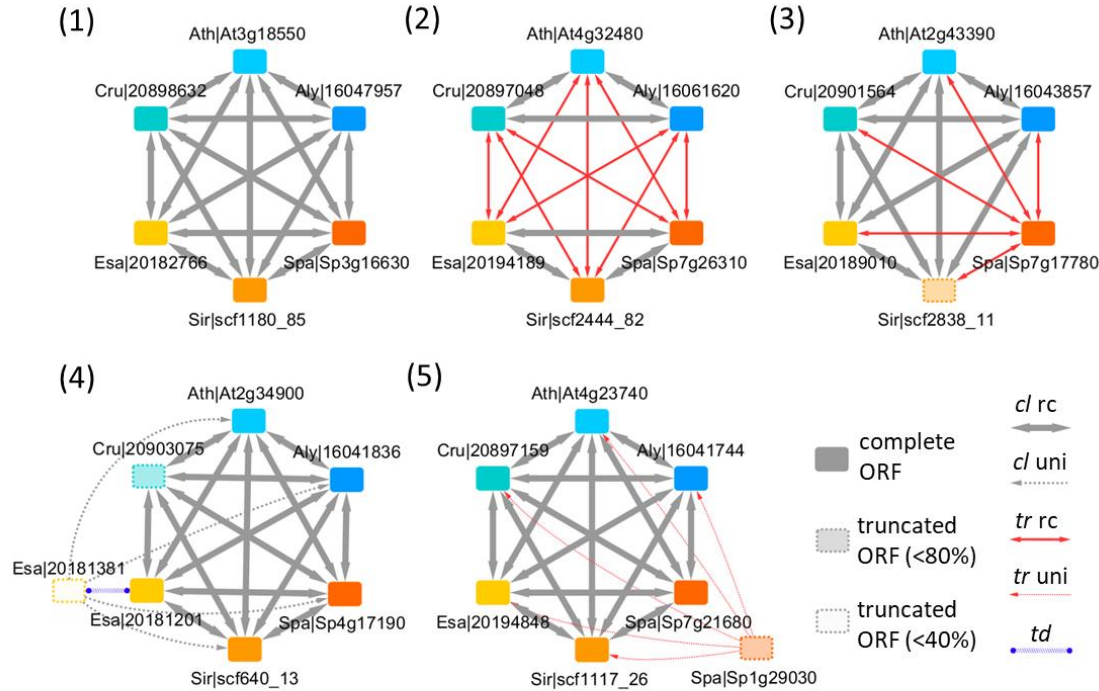 (1)
Ath|At3g18550
Cru|20898632
Aly|16047957
Esa|20182766
Spa|Sp3g16630
Sir|scf1180_85
(2)
Ath|At4g32480
Cru|20897048
Aly|16061620
Esa|20194189
Spa|Sp7g26310
Sir|scf2444_82
(3)
Ath|At2g43390
Cru|20901564
Aly|16043857
Esa|20189010
Spa|Sp7g17780
Sir|scf2838_11
(4)
Ath|At2g34900
Cru|20903075
Aly|16041836
Esa|20181381
Esa|20181201
Spa|Sp4g17190
Sir|scf640_13
(5)
Ath|At4g23740
Cru|20897159
Aly|16041744
Esa|20194848
Spa|Sp7g21680
Sir|scf1117_26
Spa|Sp1g29030
complete
ORF
truncated
ORF (<80%)
truncated
ORF (<40%)
cl rc
cl uni
tr rc
tr uni
td